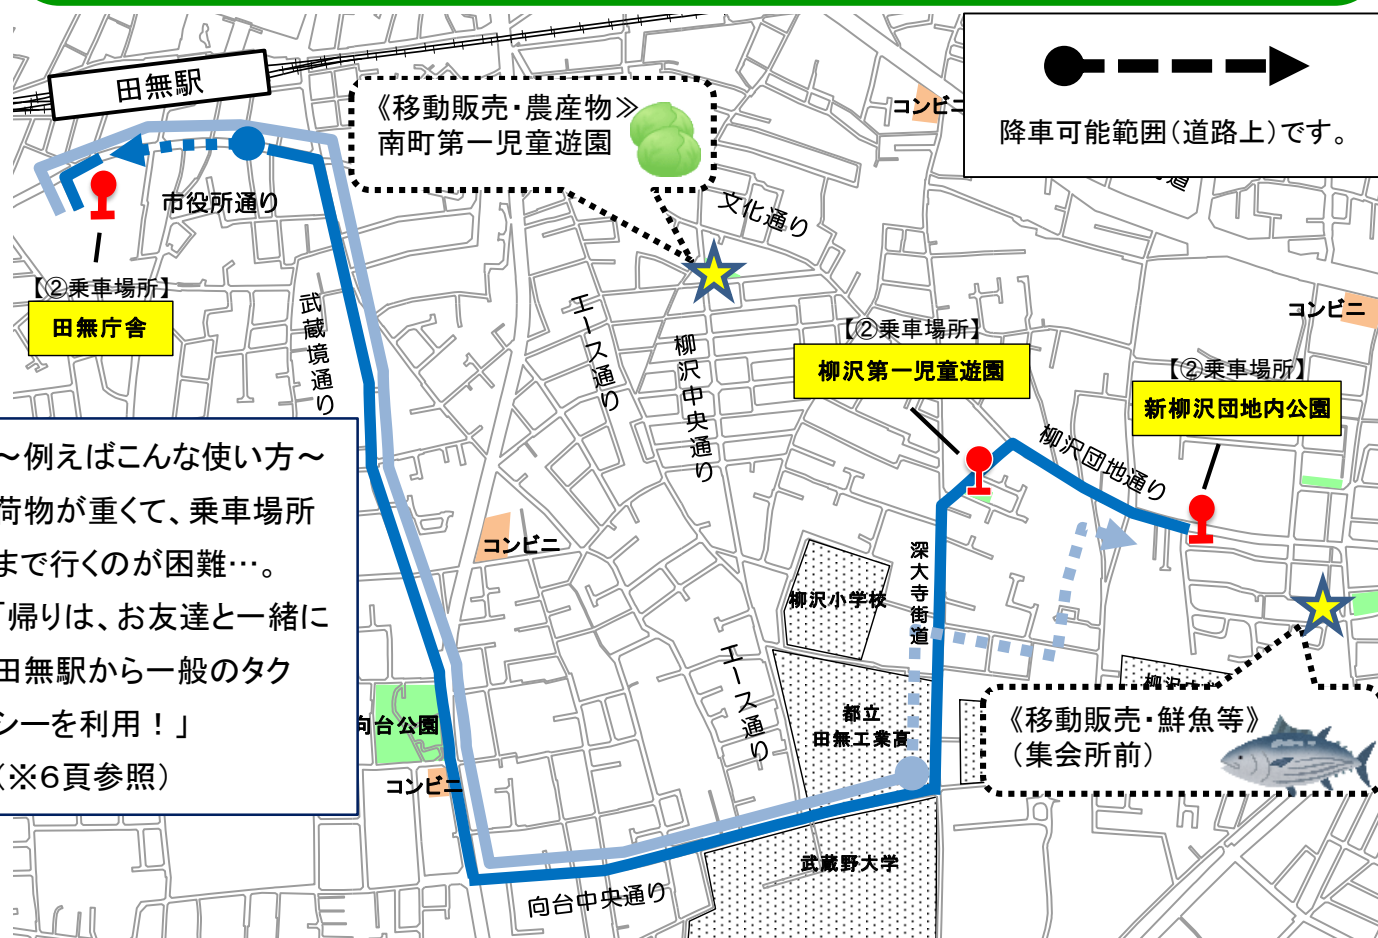 田無駅
《移動販売・農産物≫
南町第一児童遊園
コンビニ
降車可能範囲(道路上)です。
道
市役所通り
文化通り
【②乗車場所】
田無庁舎
武蔵境通り
エース通り
柳沢中央通り
コンビニ
【②乗車場所】
柳沢第一児童遊園
【②乗車場所】
新柳沢団地内公園
柳沢団地通り
～例えばこんな使い方～
荷物が重くて、乗車場所
まで行くのが困難…。
「帰りは、お友達と一緒に
田無駅から一般のタク
シーを利用！」
(※6頁参照)
コンビニ
深大寺街道
柳沢小学校
エース通り
都立
田無工業高
向台公園
コンビニ
《移動販売・鮮魚等》
(集会所前)
武蔵野大学
向台中央通り